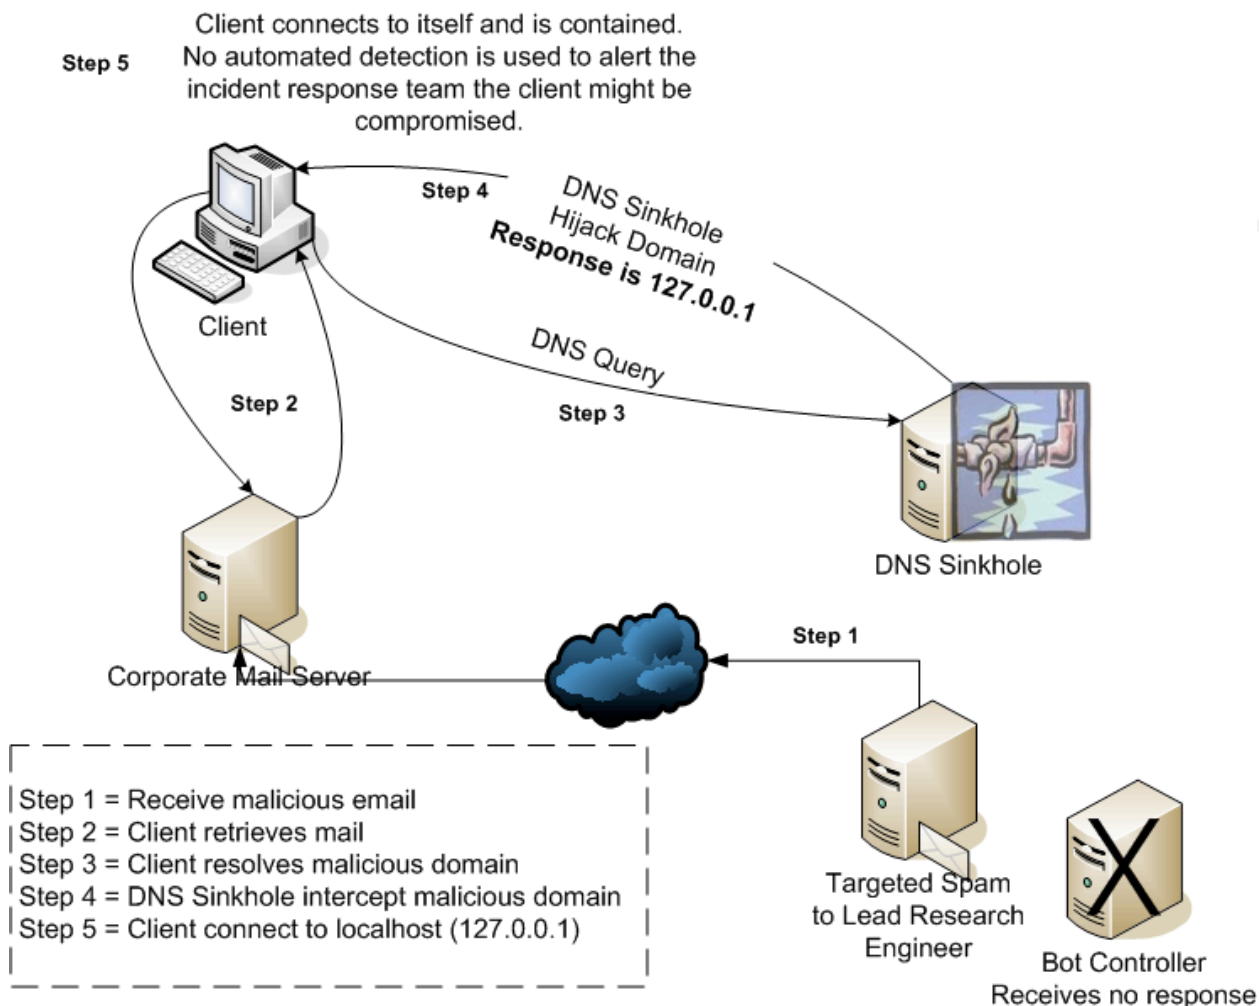 Client connects to itself and is contained.
Step 5
No automated detection is used to alert the
incident response team the client might be
compromised.
Step 4
DNS Sinkhole
Hijack Domain
Response is 127.0.0.1
Client
DNS Query
Step 2
Step 3
DNS Sinkhole
Step 1
Corporate Mail Server
Step 1 = Receive malicious email
Step 2 = Client retrieves mail
Step 3 = Client resolves malicious domain
Step 4 = DNS Sinkhole intercept malicious domain
Step 5 = Client connect to localhost (127.0.0.1)
Targeted Spam
to Lead Research
Engineer
Bot Controller
Receives no response